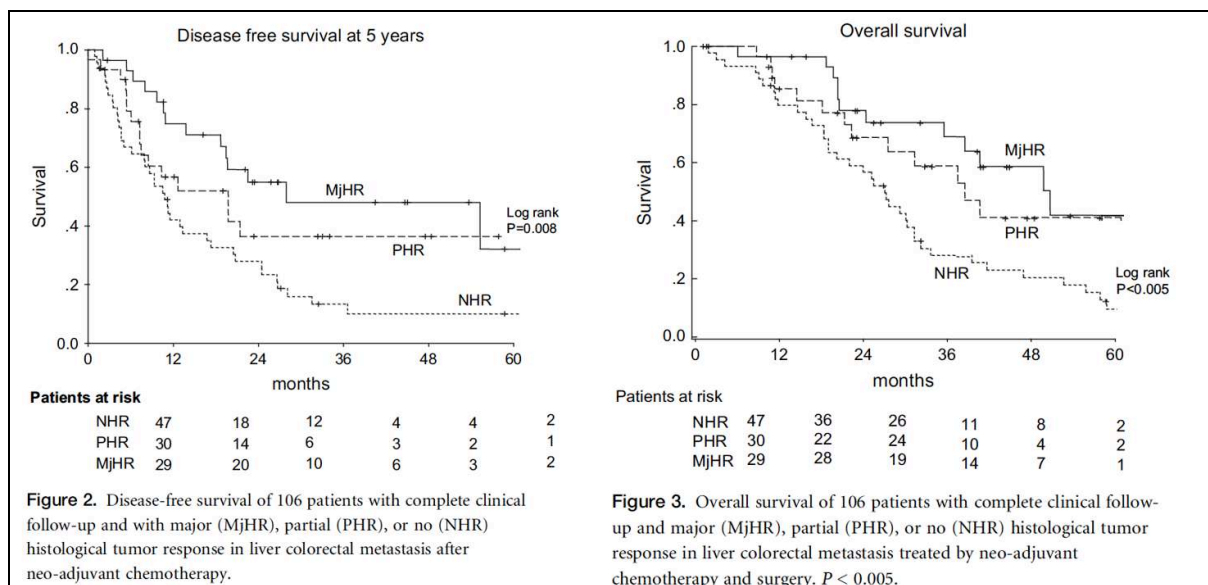 Disease free survival at 5 years
1.0
.8
.6
.4
.2
0.0
Survival
MjHR
PHR
NHR
Log rank
P=0.008
0 12 24 36 48 60
months
Patients at risk
NHR 47 18 12 4 4 2
PHR 30 14 6 3 2 1
MjHR 29 20 10 6 3 2
Figure 2. Disease-free survival of 106 patients with complete clinical
follow-up and with major (MjHR), partial (PHR), or no (NHR)
histological tumor response in liver colorectal metastasis after
neo-adjuvant chemotherapy.
Overall survival
1.0
.8
.6
.4
.2
0.0
Survival
MjHR
PHR
NHR
Log rank
P<0.005
0 12 24 36 48 60
months
Patients at risk
NHR 47 36 26 11 8 2
PHR 30 22 24 10 4 2
MjHR 29 28 19 14 7 1
Figure 3. Overall survival of 106 patients with complete clinical follow-
up and major (MjHR), partial (PHR), or no (NHR) histological tumor
response in liver colorectal metastasis treated by neo-adjuvant
chemotherapy and surgery. P < 0.005.